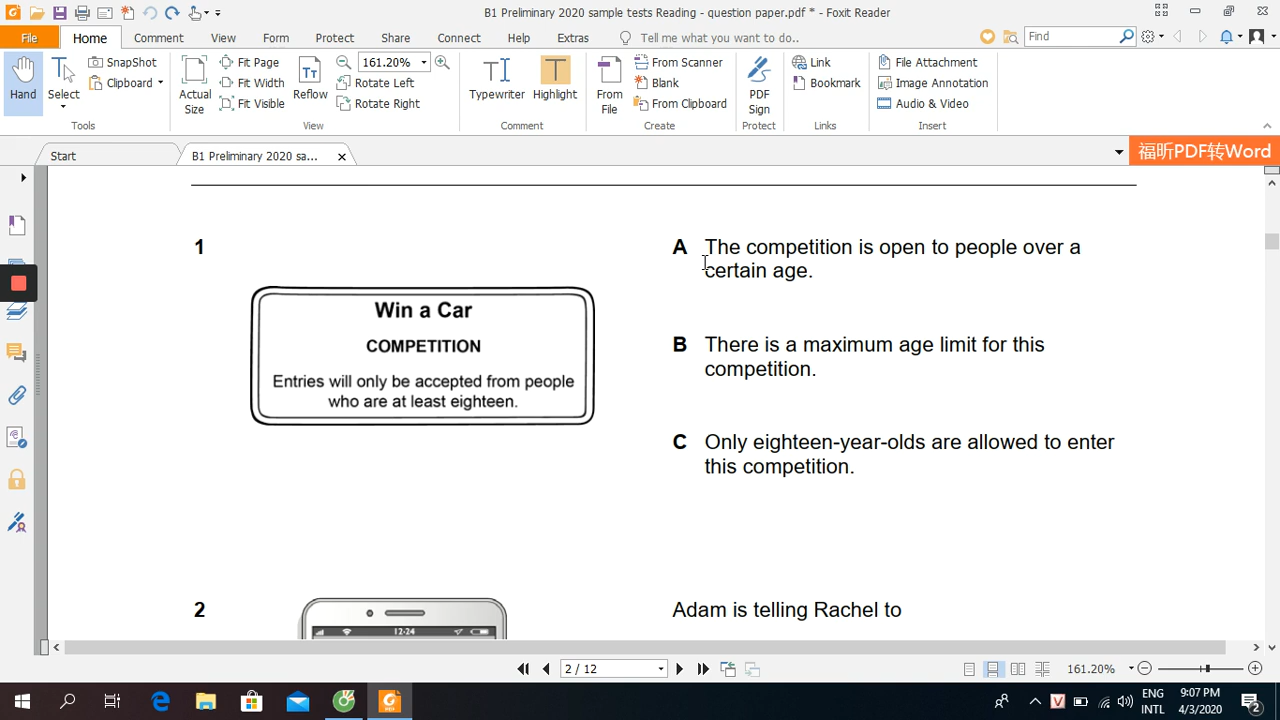 B1 Preliminary 2020 sample tests Reading - questionpaper.pdf * - Foxit Reader
File
Home
Comment
View
Form
Protect
Share
Connect
Help
Extras
Tell me what you want to do..
Find
Hand
Select
SnapShot
Clipboard
Tools
Actual
Size
Fit Page
Fit Width
Fit Visible
Reflow
161.20%
Rotate Left
Rotate Right
View
Typewriter
Highlight
Comment
From
File
From Scanner
Blank
From Clipboard
Create
PDF
Sign
Protect
Link
Bookmark
Links
File Attachment
Image Annotation
Audio & Video
Insert
Start
B1 Preliminary 2020 sa...
福昕PDF转Word
1
Win a Car
COMPETITION
Entries will only be accepted from people
who are at least eighteen.
A The competition is open to people over a
certain age.
B There is a maximum age limit for this
competition.
C Only eighteen-year-olds are allowed to enter
this competition.
2
12:24
Adam is telling Rachel to
2 / 12
161.20%
ENG
INTL
9:07 PM
4/3/2020
2